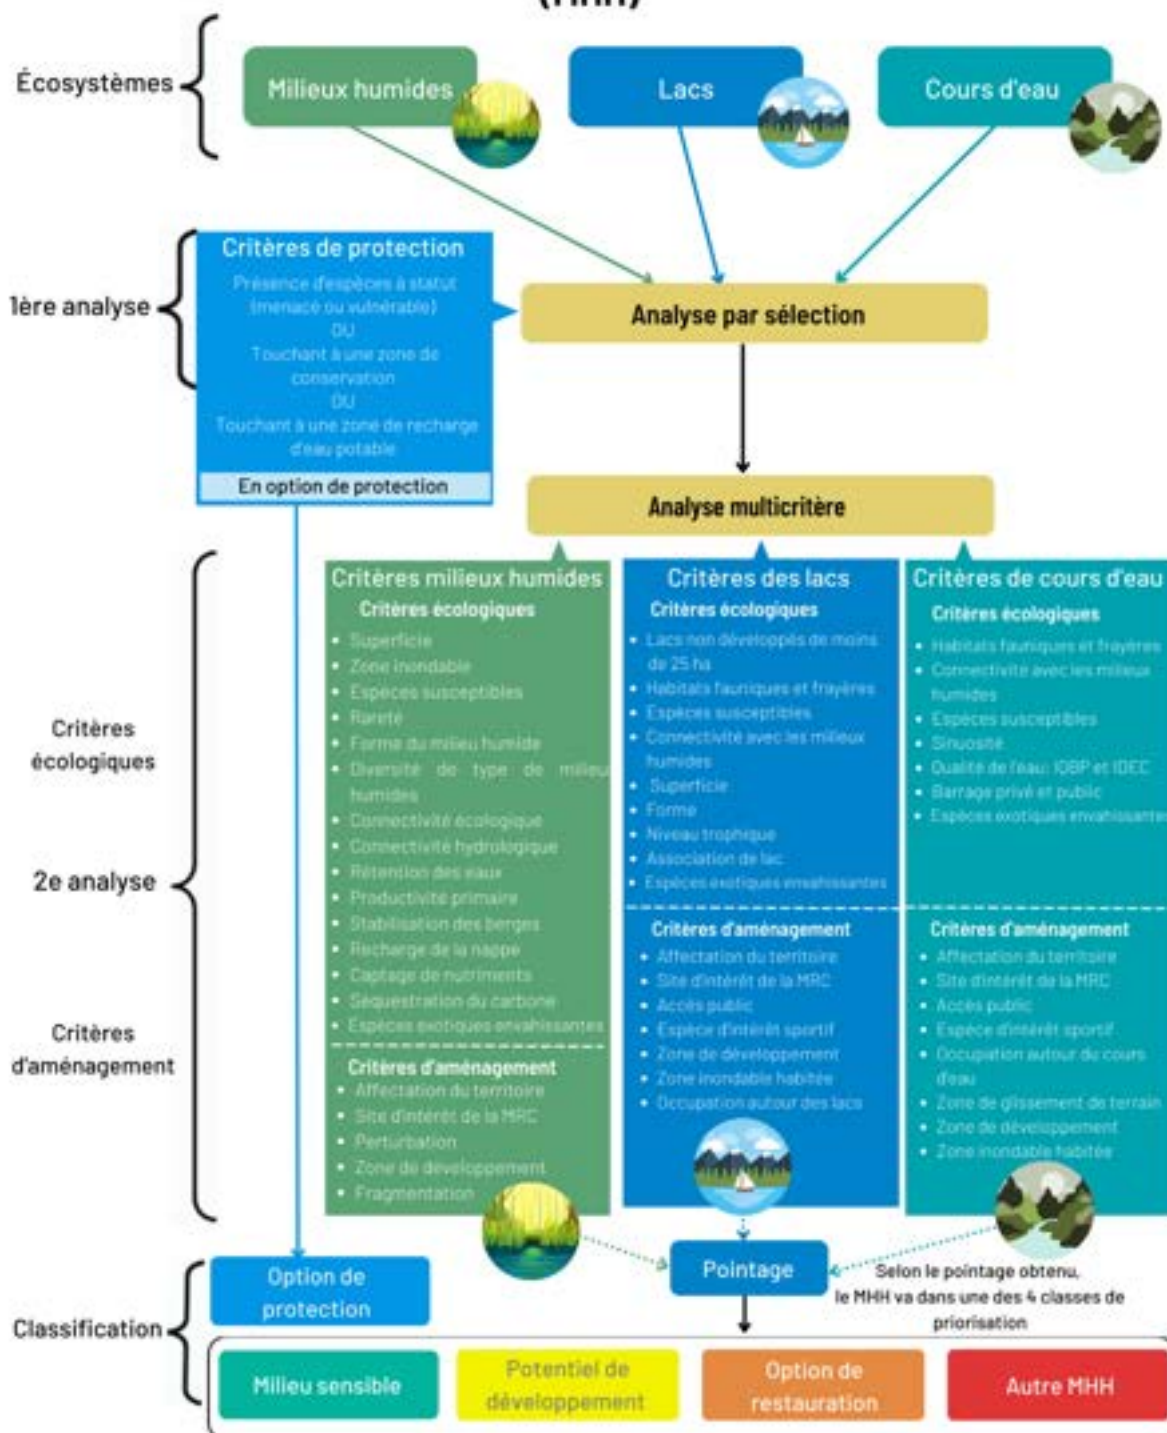 (MHH)
Écosystèmes
Milieux humides
Lacs
Cours d'eau
1ère analyse
Critères de protection
Présence d'espèces à statut
(menacé ou vulnérable)
OU
Touchant à une zone de
conservation
OU
Touchant à une zone de recharge
d'eau potable
En option de protection
Analyse par sélection
Analyse multicritère
Critères
écologiques
2e analyse
Critères
d'aménagement
Critères milieux humides
Critères écologiques
• Superficie
• Zone inondable
• Espèces susceptibles
• Rareté
• Forme du milieu humide
• Diversité de type de milieu
humides
• Connectivité écologique
• Connectivité hydrologique
• Rétention des eaux
• Productivité primaire
• Stabilisation des berges
• Recharge de la nappe
• Captage de nutriments
• Séquestration du carbone
• Espèces exotiques envahissantes
Critères d'aménagement
• Affectation du territoire
• Site d'intérêt de la MRC
• Perturbation
• Zone de développement
• Fragmentation
Critères des lacs
Critères écologiques
• Lacs non développés de moins
de 25 ha
• Habitats fauniques et frayères
• Espèces susceptibles
• Connectivité avec les milieux
humides
• Superficie
• Forme
• Niveau trophique
• Association de lac
• Espèces exotiques envahissantes
Critères d'aménagement
• Affectation du territoire
• Site d'intérêt de la MRC
• Accès public
• Espèce d'intérêt sportif
• Zone de développement
• Zone inondable habitée
• Occupation autour des lacs
Critères de cours d'eau
Critères écologiques
• Habitats fauniques et frayères
• Connectivité avec les milieux
humides
• Espèces susceptibles
• Sinuosité
• Qualité de l'eau: IQBP et IDEC
• Barrage privé et public
• Espèces exotiques envahissantes
Critères d'aménagement
• Affectation du territoire
• Site d'intérêt de la MRC
• Accès public
• Espèce d'intérêt sportif
• Occupation autour du cours
d'eau
• Zone de glissement de terrain
• Zone de développement
• Zone inondable habitée
Pointage
Selon le pointage obtenu,
le MHH va dans une des 4 classes de
priorisation
Classification
Option de
protection
Milieu sensible
Potentiel de
développement
Option de
restauration
Autre MHH